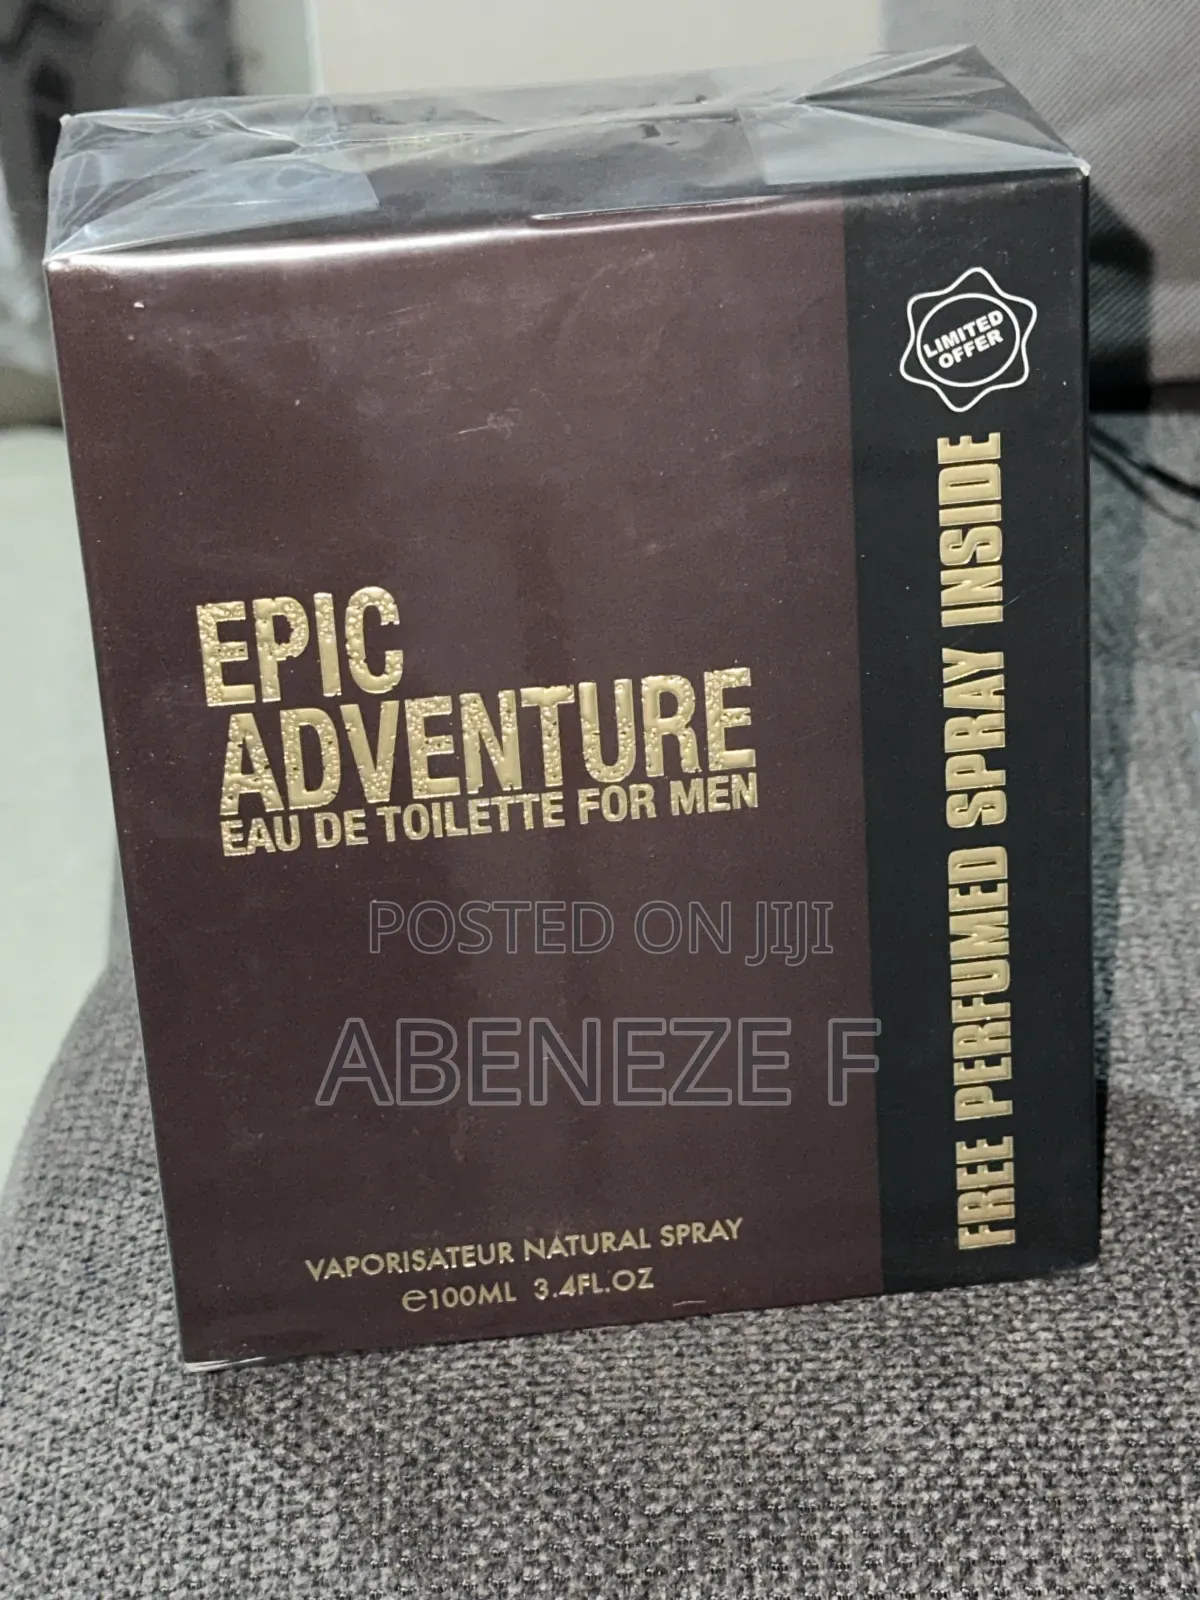 EPIC
ADVENTURE
EAU DE TOILETTE FOR MEN
VAPORISATEUR NATURAL SPRAY
℮100ML 3.4FL.OZ
LIMITED
OFFER
FREE PERFUMED SPRAY INSIDE
POSTED ON JIJI
ABENEZE F